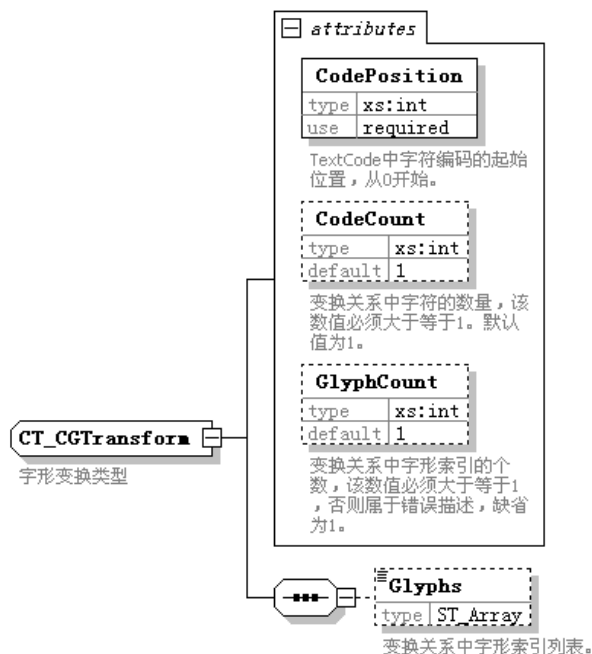 attributes
CodePosition
type xs:int
use required
TextCode中字符编码的起始
位置，从0开始。
CodeCount
type xs:int
default 1
变换关系中字符的数量，该
数值必须大于等于1。默认
值为1。
GlyphCount
type xs:int
default 1
变换关系中字形索引的个
数，该数值必须大于等于1
，否则属于错误描述，缺省
为1。
CT_CGTransform
字形变换类型
Glyphs
type ST_Array
变换关系中字形索引列表。